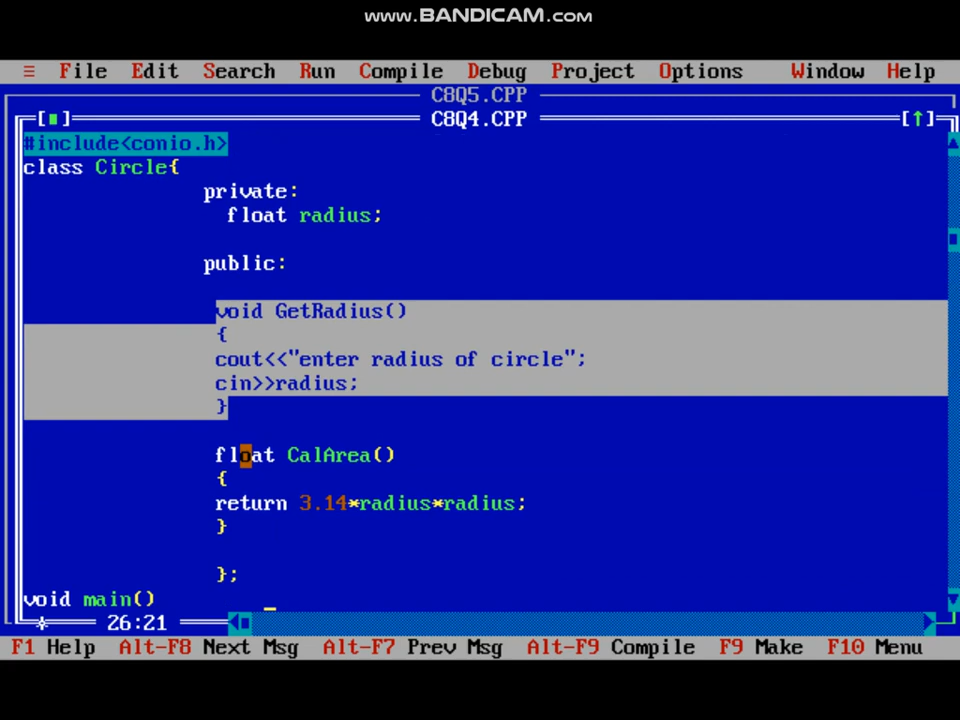 www.BANDICAM.com
≡ File Edit Search Run Compile Debug Project Options Window Help
C8Q5.CPP
[■] C8Q4.CPP [↑]
#include<conio.h>
class Circle{
private:
float radius;
public:
void GetRadius()
{
cout<<"enter radius of circle";
cin>>radius;
}
float CalArea()
{
return 3.14*radius*radius;
}
};
void main()
26:21
F1 Help Alt-F8 Next Msg Alt-F7 Prev Msg Alt-F9 Compile F9 Make F10 Menu